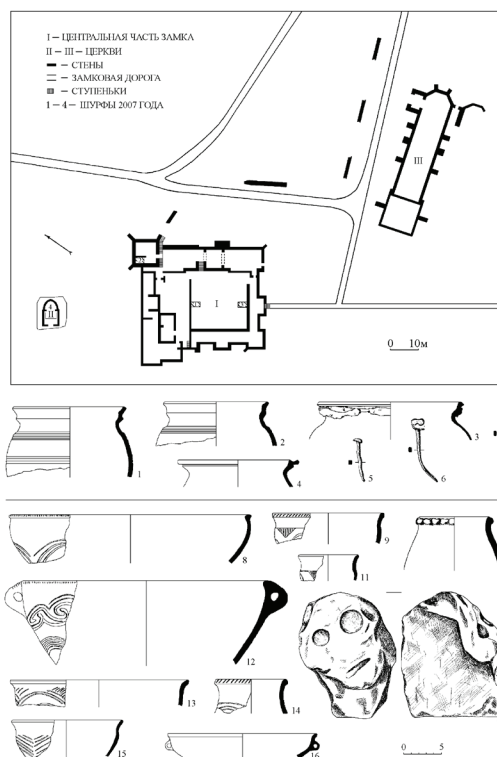 I – ЦЕНТРАЛЬНАЯ ЧАСТЬ ЗАМКА
II – III – ЦЕРКВИ
– СТЕНЫ
– ЗАМКОВАЯ ДОРОГА
– СТУПЕНЬКИ
1 – 4 – ШУРФЫ 2007 ГОДА
III
II
I
0 10м
1
2
3
4
5
6
8
9
11
12
13
14
15
16
0 5